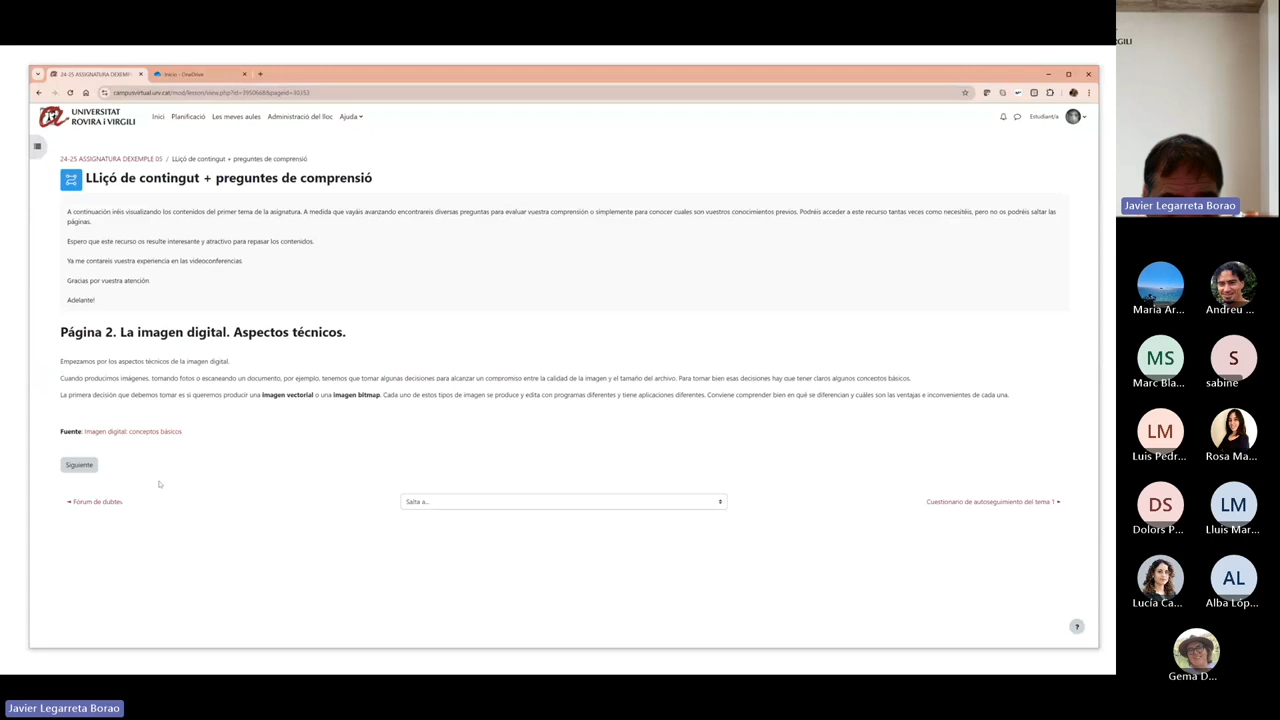 24-25 ASSIGNATURA DEXEMP
Inicio - OneDrive
campusvirtual.urv.cat/mod/lesson/view.php?id=3950668&pageid=30353
UNIVERSITAT
ROVIRA i VIRGILI
Inici Planificació Les meves aules Administració del lloc Ajuda
Estudiant/a
24-25 ASSIGNATURA DEXEMPLE 05 / LLiçó de contingut + preguntes de comprensió
LLiçó de contingut + preguntes de comprensió
A continuación iréis visualizando los contenidos del primer tema de la asignatura. A medida que vayáis avanzando encontrareis diversas preguntas para evaluar vuestra comprensión o simplemente para conocer cuales son vuestros conocimientos previos. Podréis acceder a este recurso tantas veces como necesitéis, pero no os podréis saltar las
páginas.
Espero que este recurso os resulte interesante y atractivo para repasar los contenidos.
Ya me contareis vuestra experiencia en las videoconferencias.
Gracias por vuestra atención
Adelante!
Página 2. La imagen digital. Aspectos técnicos.
Empezamos por los aspectos técnicos de la imagen digital.
Cuando producimos imágenes, tomando fotos o escaneando un documento, por ejemplo, tenemos que tomar algunas decisiones para alcanzar un compromiso entre la calidad de la imagen y el tamaño del archivo. Para tomar bien esas decisiones hay que tener claros algunos conceptos básicos.
La primera decisión que debemos tomar es si queremos producir una imagen vectorial o una imagen bitmap. Cada uno de estos tipos de imagen se produce y edita con programas diferentes y tiene aplicaciones diferentes. Conviene comprender bien en qué se diferencian y cuáles son las ventajas e inconvenientes de cada una.
Fuente: Imagen digital: conceptos básicos
Siguiente
◄ Fòrum de dubtes
Salta a...
Cuestionario de autoseguimiento del tema 1 ►
?
VIRGILI
Javier Legarreta Borao
Maria Ar...
Andreu ...
MS
S
Marc Bla...
sabine
LM
Luis Pedr...
Rosa Ma...
DS
LM
Dolors P...
Lluis Mar...
AL
Lucía Ca...
Alba Lóp...
Gema D...
Javier Legarreta Borao